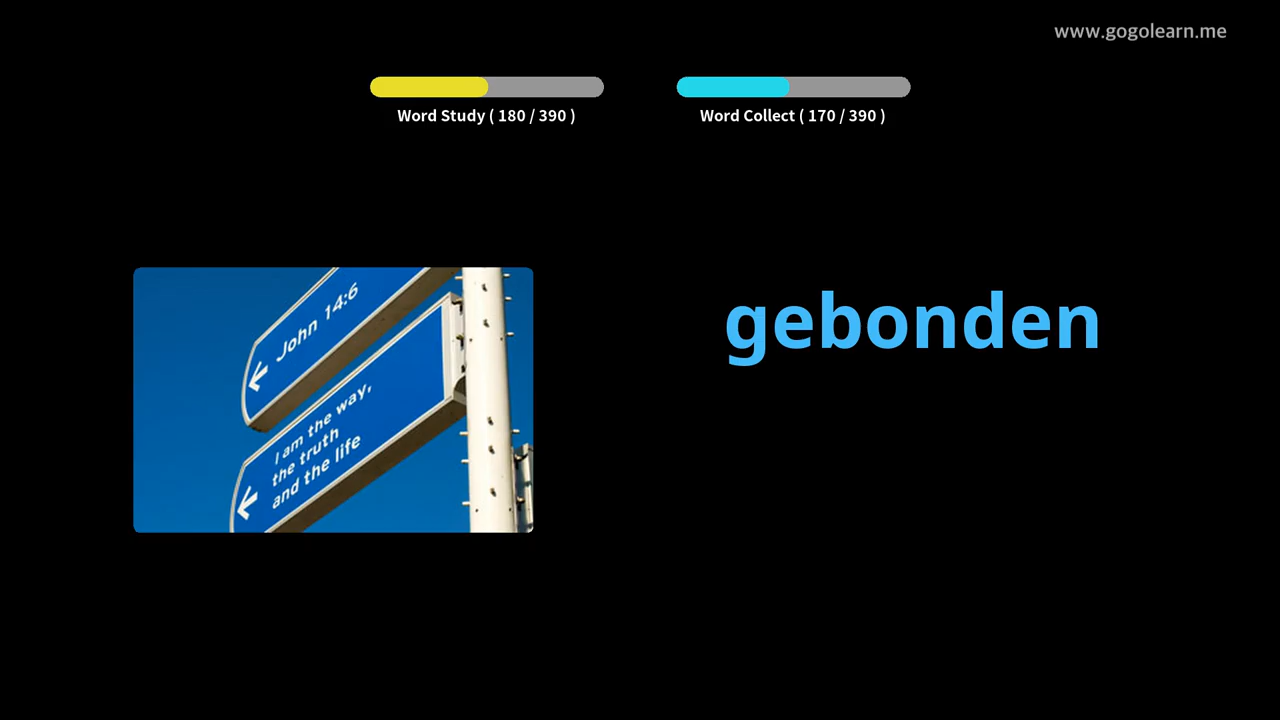 www.gogolearn.me
Word Study ( 180 / 390 )
Word Collect ( 170 / 390 )
gebonden
John 14:6
I am the way,
the truth
and the life